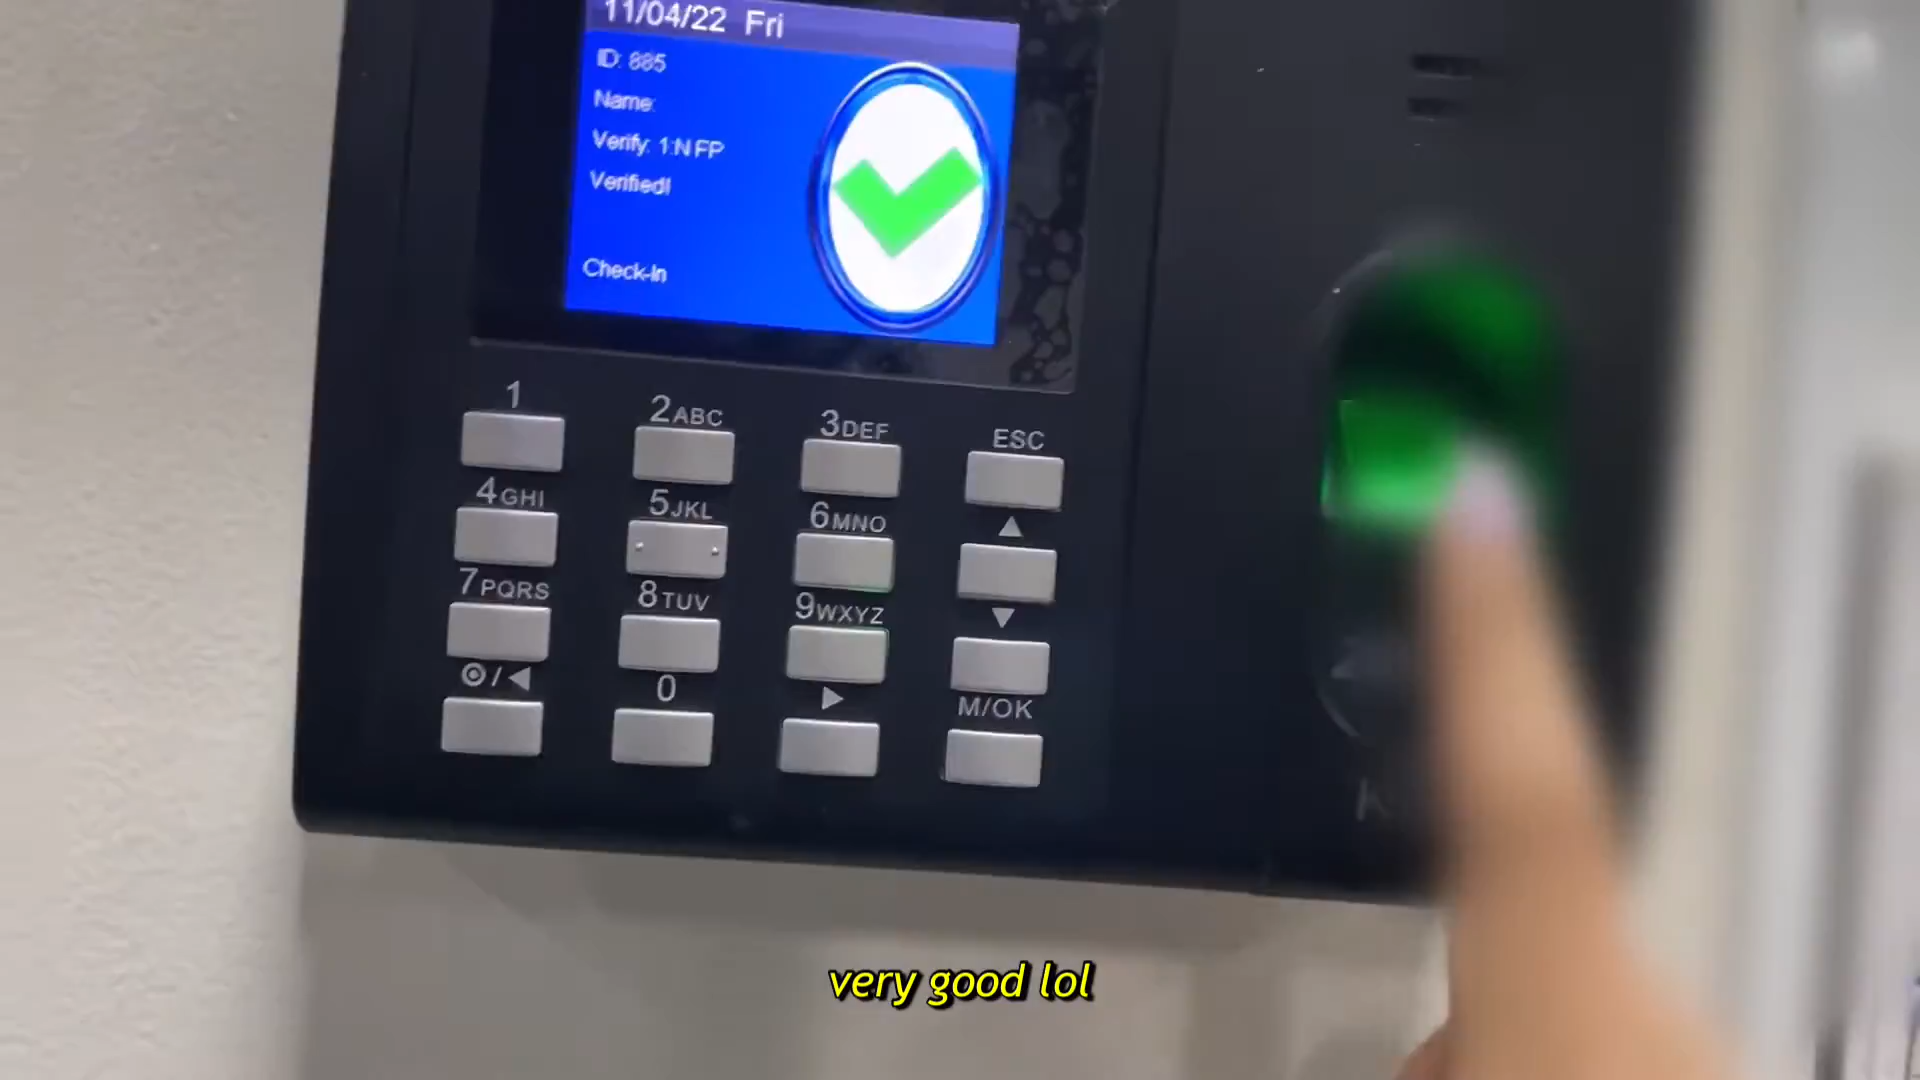 11/04/22 Fri
ID: 885
Name:
Verify: 1:N FP
Verified!
Check-In
1
2ABC
3DEF
ESC
4GHI
5JKL
6MNO
▲
7PQRS
8TUV
9WXYZ
▼
◎/◀
0
▶
M/OK
very good lol